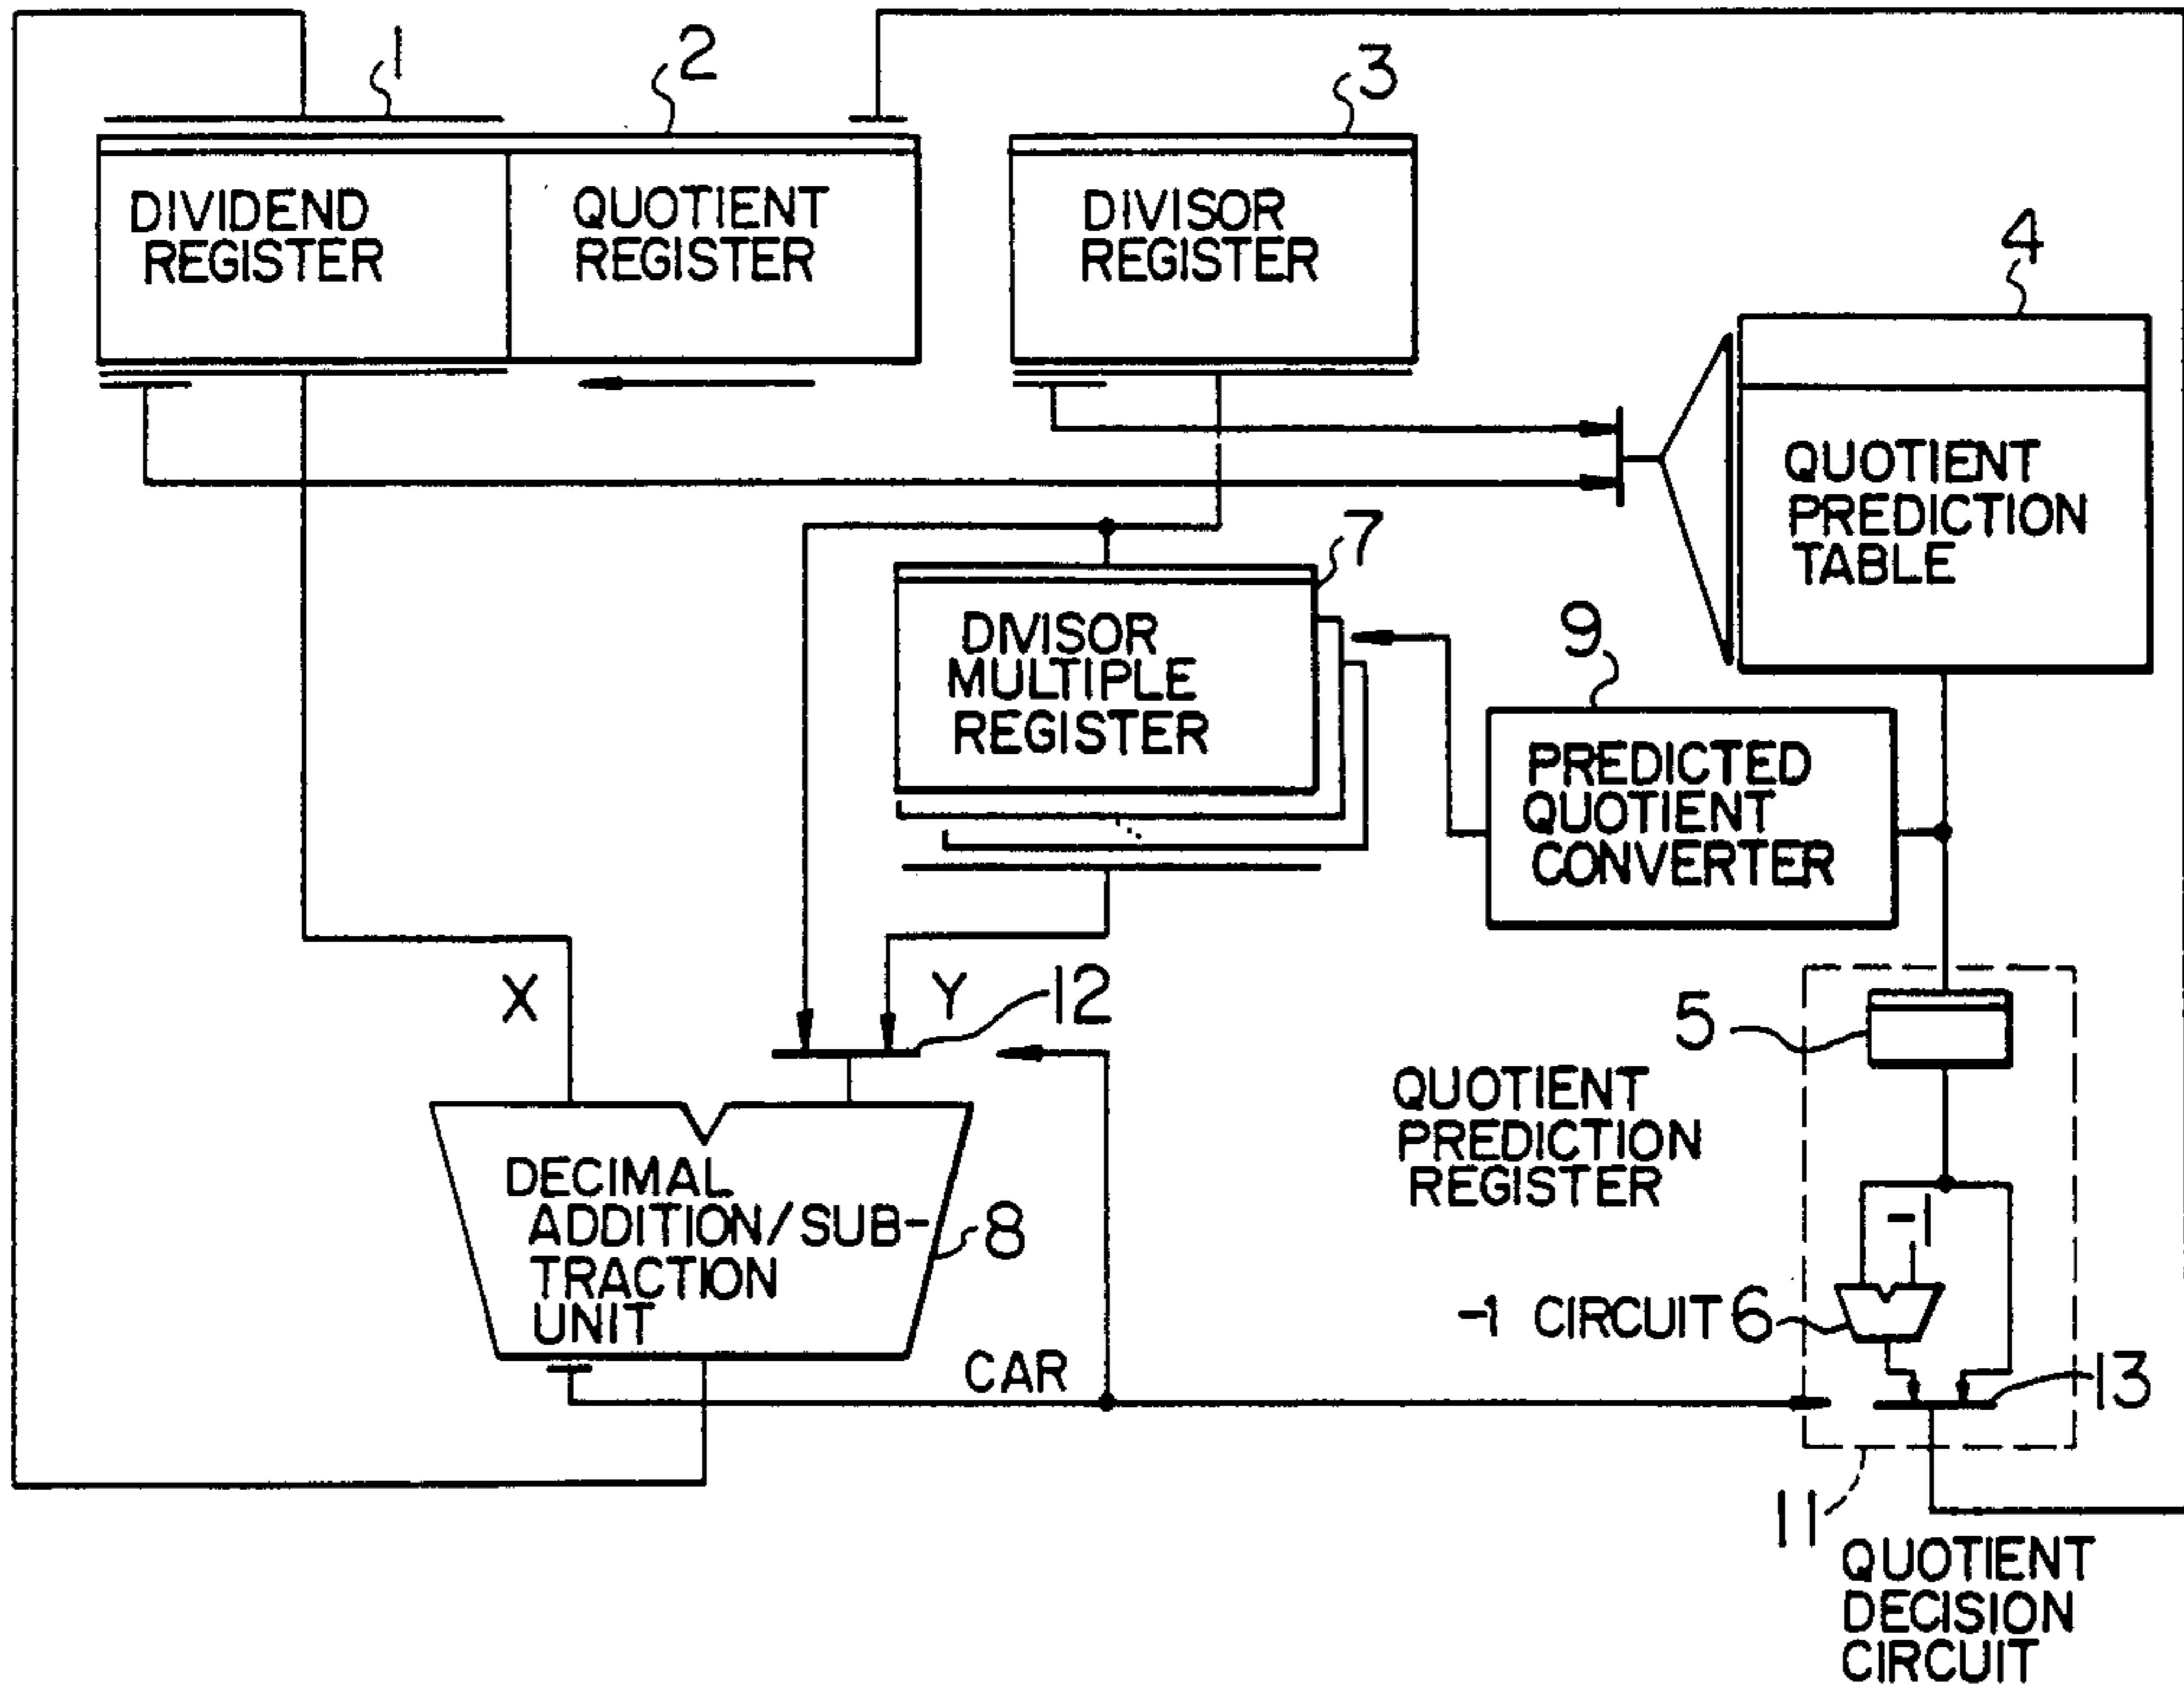 1
2
3
DIVIDEND
REGISTER
QUOTIENT
REGISTER
DIVISOR
REGISTER
4
QUOTIENT
PREDICTION
TABLE
7
DIVISOR
MULTIPLE
REGISTER
9
PREDICTED
QUOTIENT
CONVERTER
X
Y
12
5
QUOTIENT
PREDICTION
REGISTER
DECIMAL
ADDITION/SUB-
TRACTION
UNIT
8
-1
-1 CIRCUIT 6
CAR
13
11
QUOTIENT
DECISION
CIRCUIT